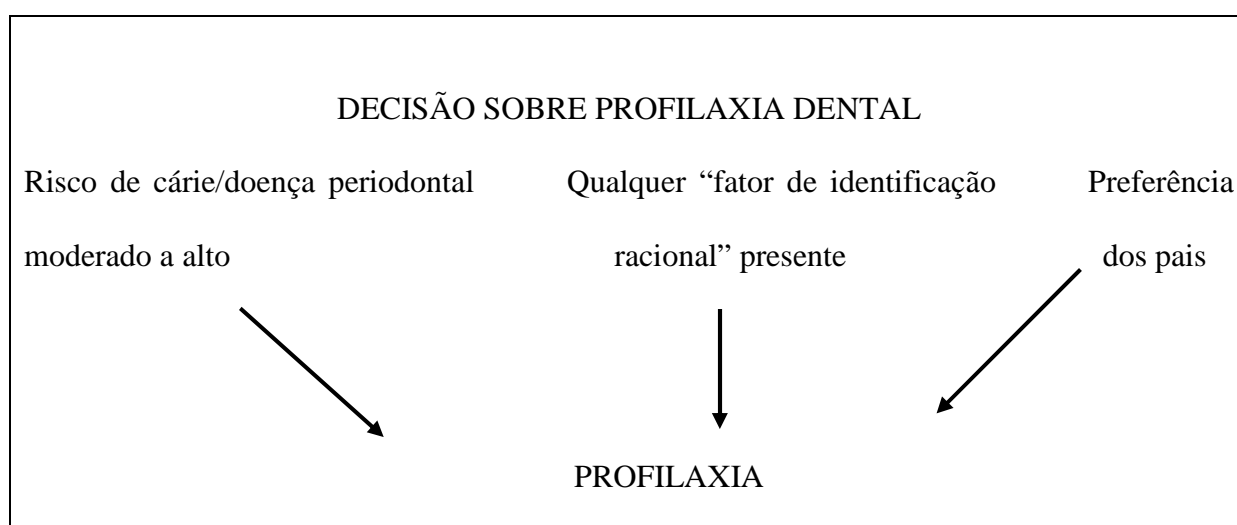 DECISÃO SOBRE PROFILAXIA DENTAL
Risco de cárie/doença periodontal Qualquer “fator de identificação Preferência
moderado a alto racional” presente dos pais
PROFILAXIA